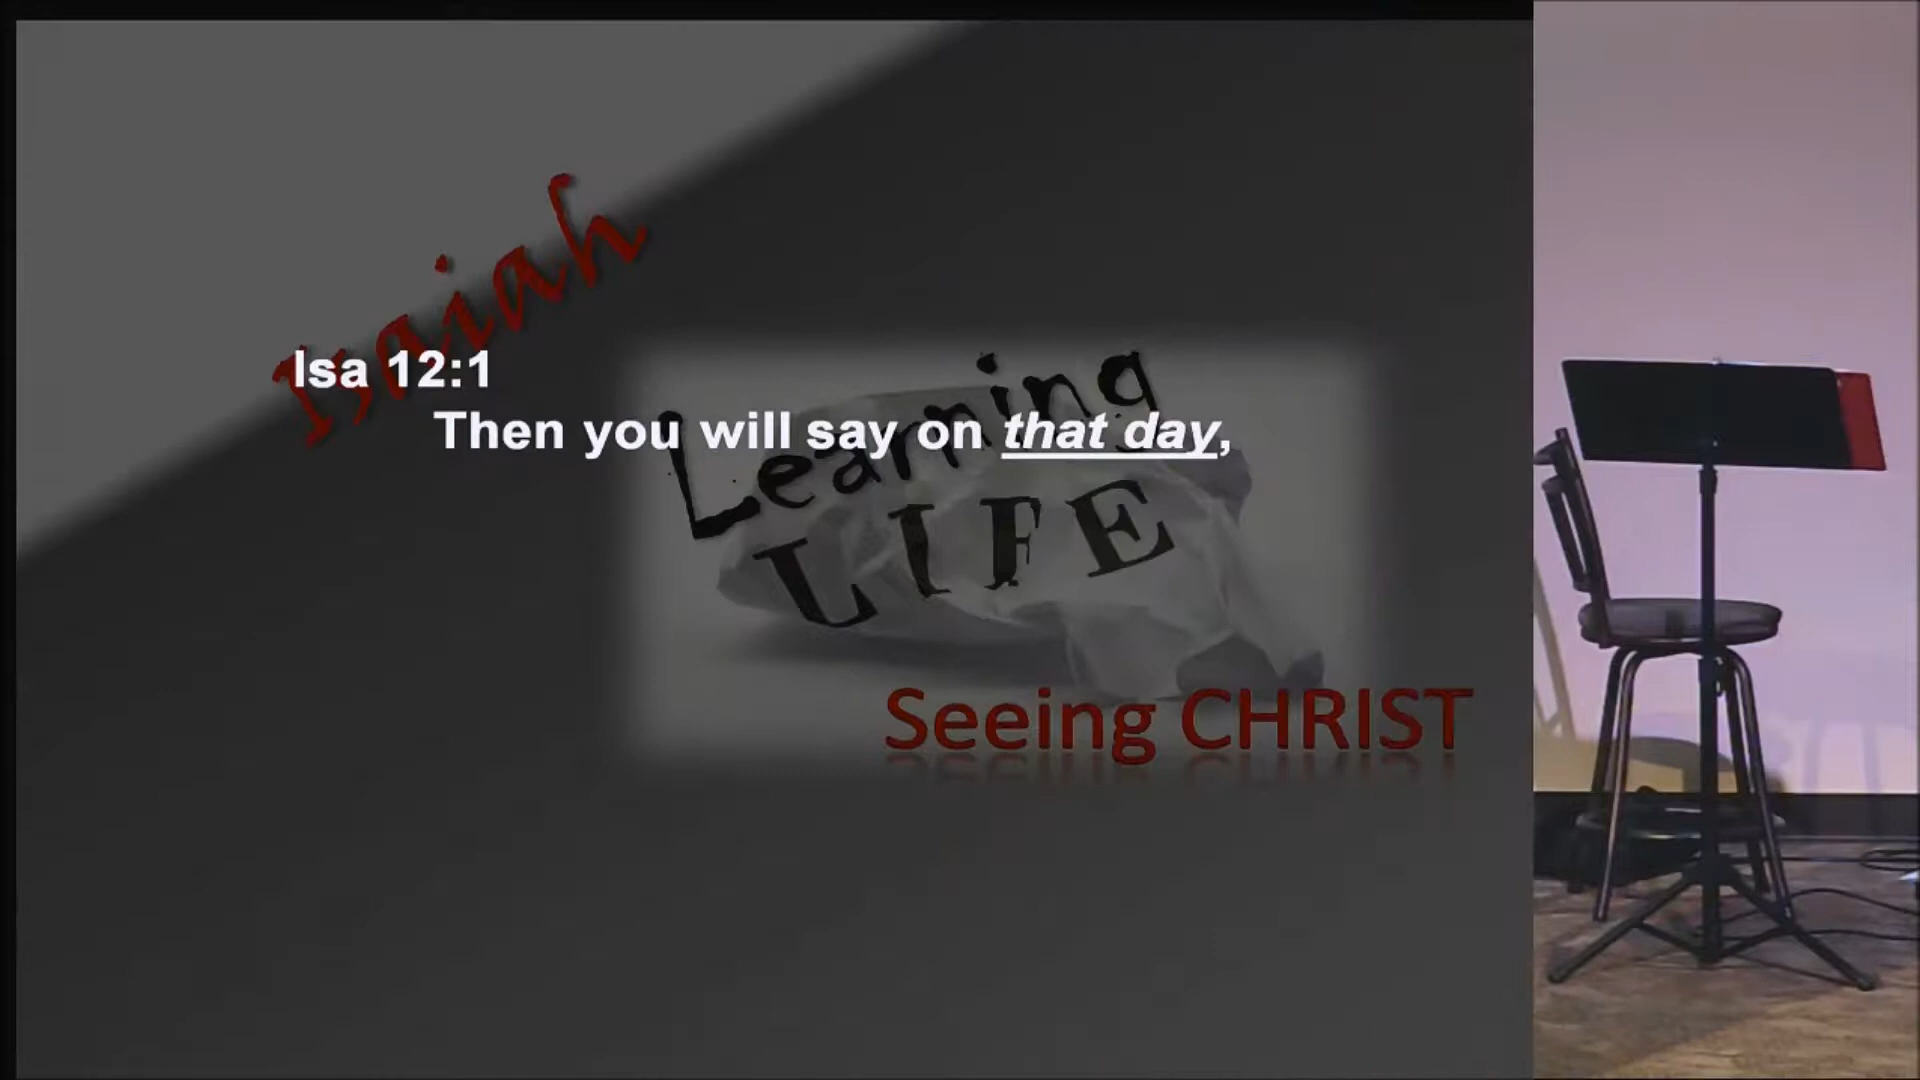 Isaiah
Isa 12:1
Then you will say on that day,
Learning
LIFE
Seeing CHRIST